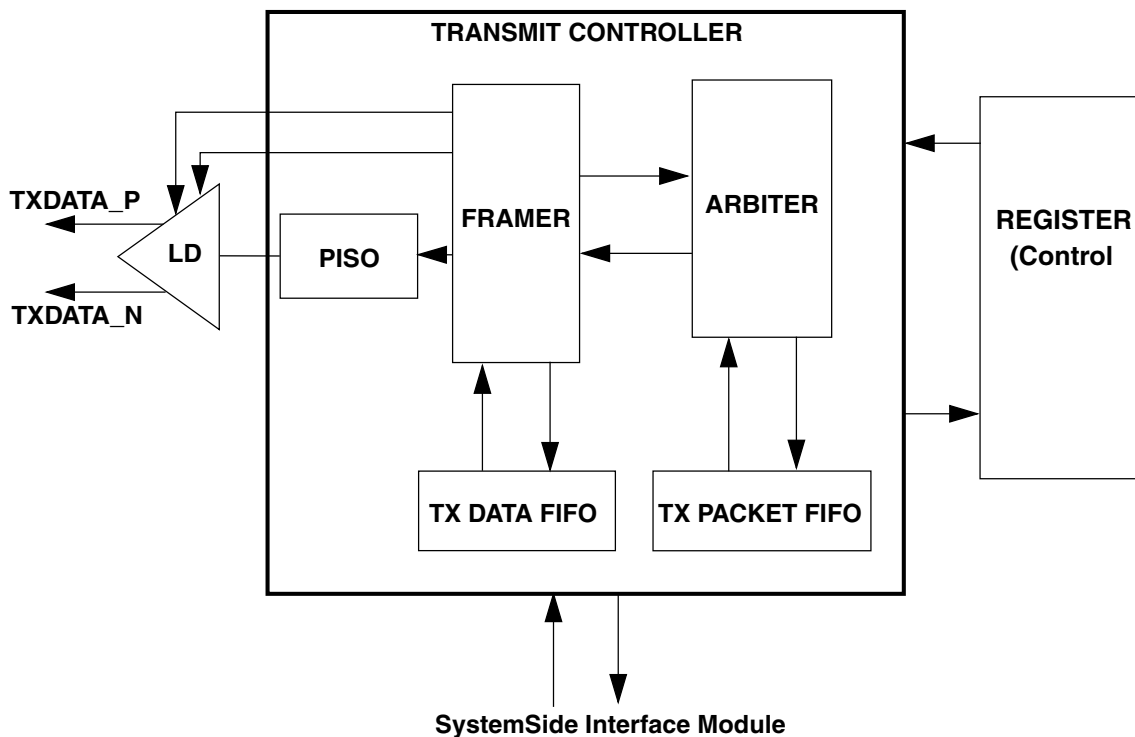 TRANSMIT CONTROLLER
TXDATA_P
LD
TXDATA_N
PISO
FRAMER
ARBITER
REGISTER
(Control
TX DATA FIFO
TX PACKET FIFO
SystemSide Interface Module